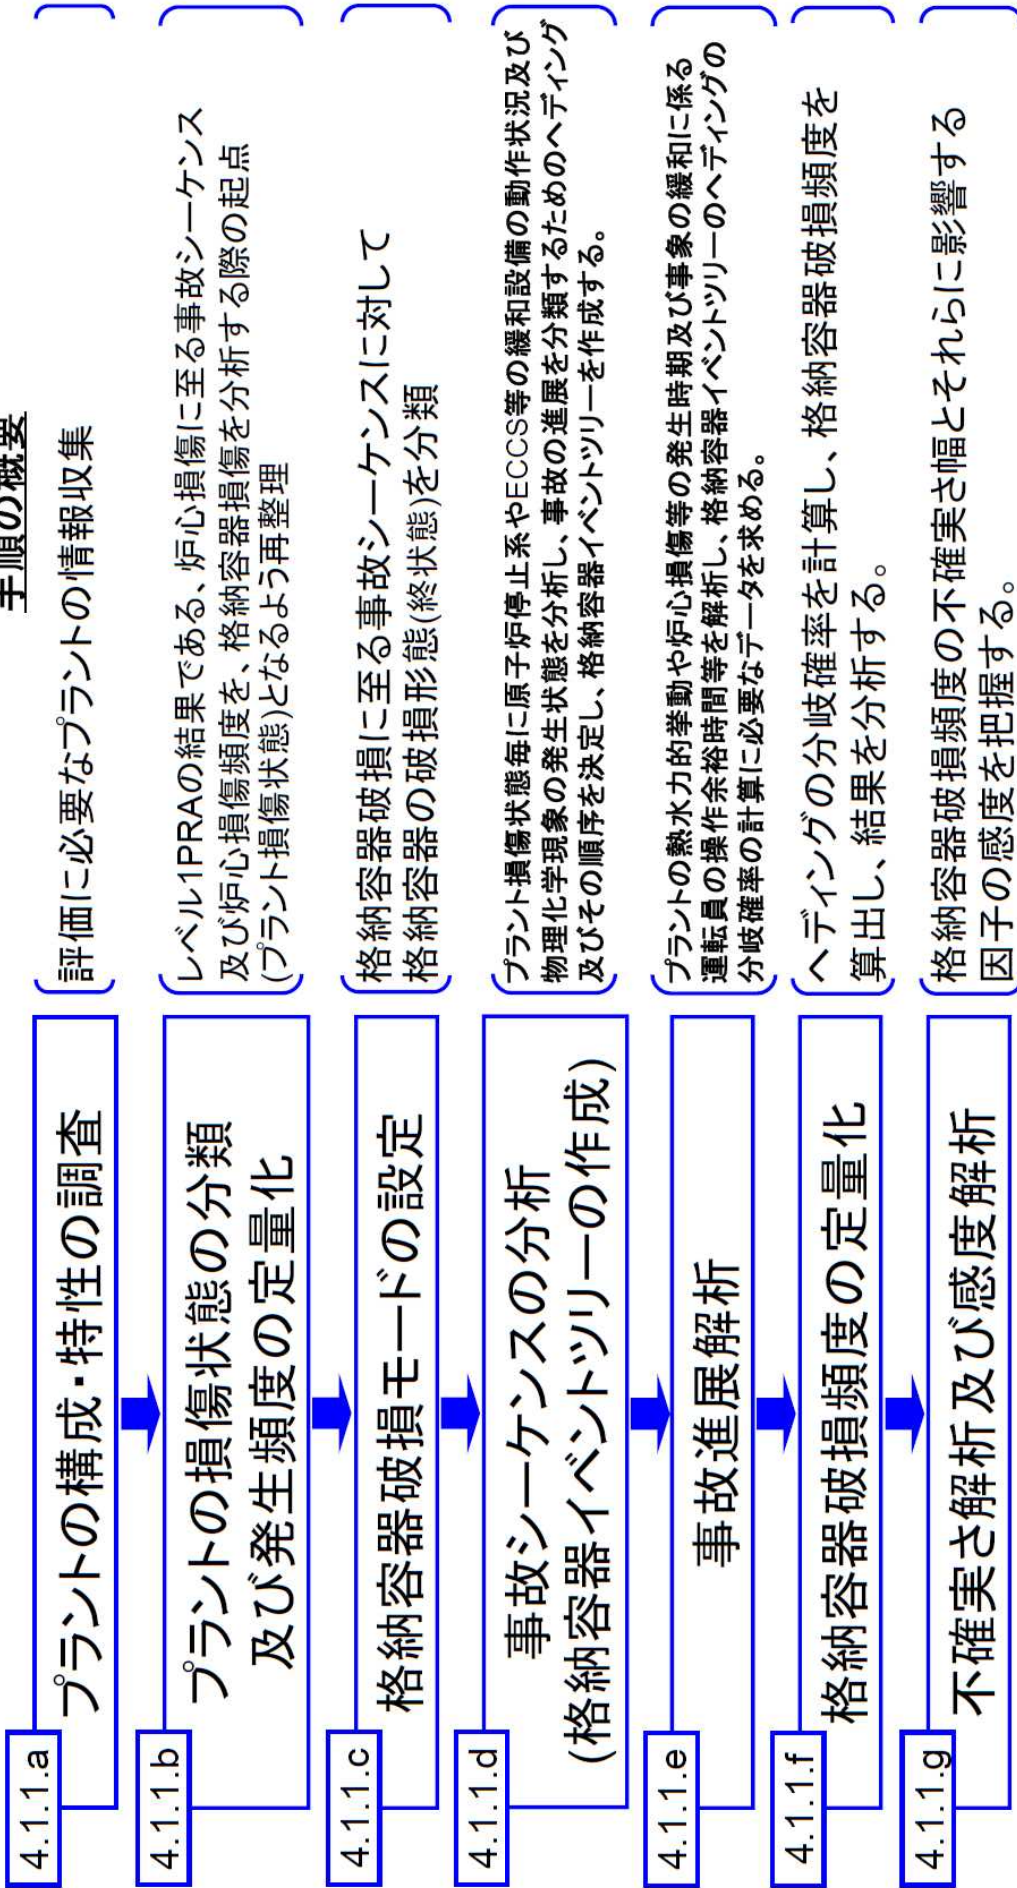 手順の概要
4.1.1.a
プラントの構成・特性の調査
評価に必要なプラントの情報収集
4.1.1.b
プラントの損傷状態の分類
及び発生頻度の定量化
レベル1PRAの結果である、炉心損傷に至る事故シーケンス
及び炉心損傷頻度を、格納容器損傷を分析する際の起点
(プラント損傷状態)となるよう再整理
4.1.1.c
格納容器破損モードの設定
格納容器破損に至る事故シーケンスに対して
格納容器の破損形態(終状態)を分類
4.1.1.d
事故シーケンスの分析
(格納容器イベントツリーの作成)
プラント損傷状態毎に原子炉停止系やECCS等の緩和設備の動作状況及び
物理化学現象の発生状態を分析し、事故の進展を分類するためのヘディング
及びその順序を決定し、格納容器イベントツリーを作成する。
4.1.1.e
事故進展解析
プラントの熱水力的挙動や炉心損傷等の発生時期及び事象の緩和に係る
運転員の操作余裕時間等を解析し、格納容器イベントツリーのヘディングの
分岐確率の計算に必要なデータを求める。
4.1.1.f
格納容器破損頻度の定量化
ヘディングの分岐確率を計算し、格納容器破損頻度を
算出し、結果を分析する。
4.1.1.g
不確実さ解析及び感度解析
格納容器破損頻度の不確実さ幅とそれらに影響する
因子の感度を把握する。